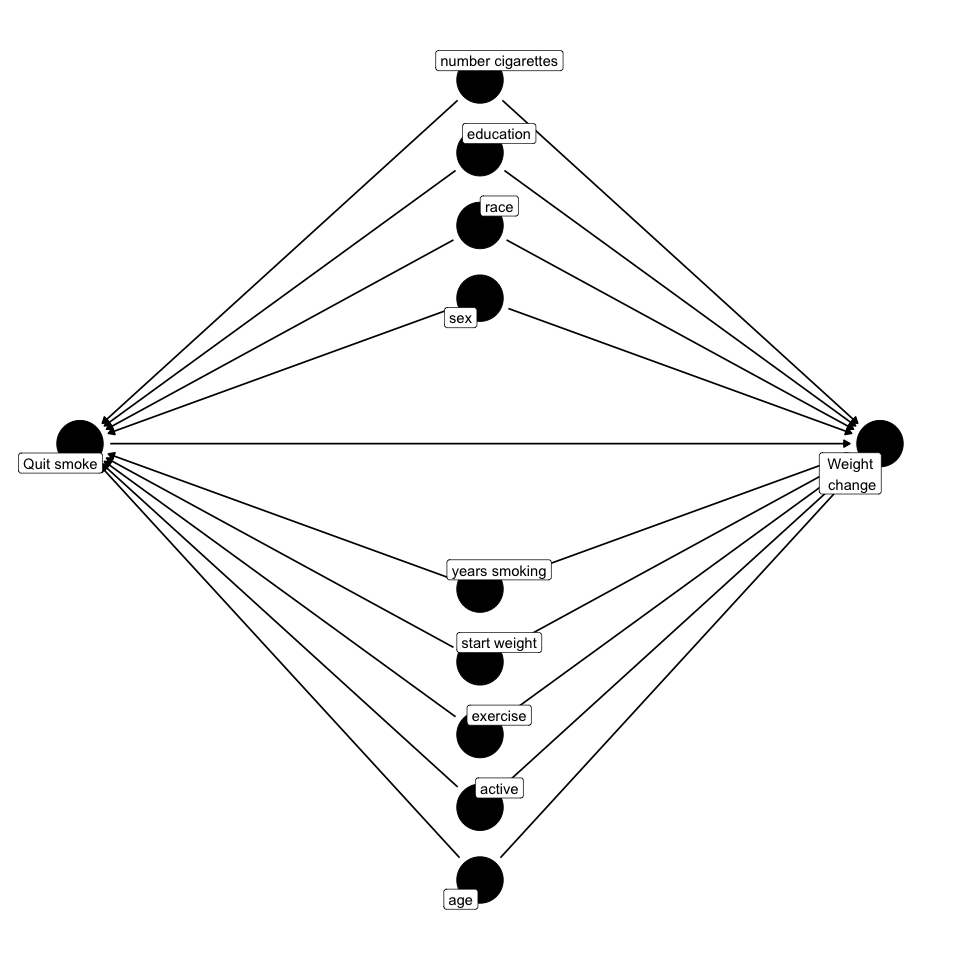 number cigarettes
education
race
sex
Quit smoke
Weight
change
years smoking
start weight
exercise
active
age